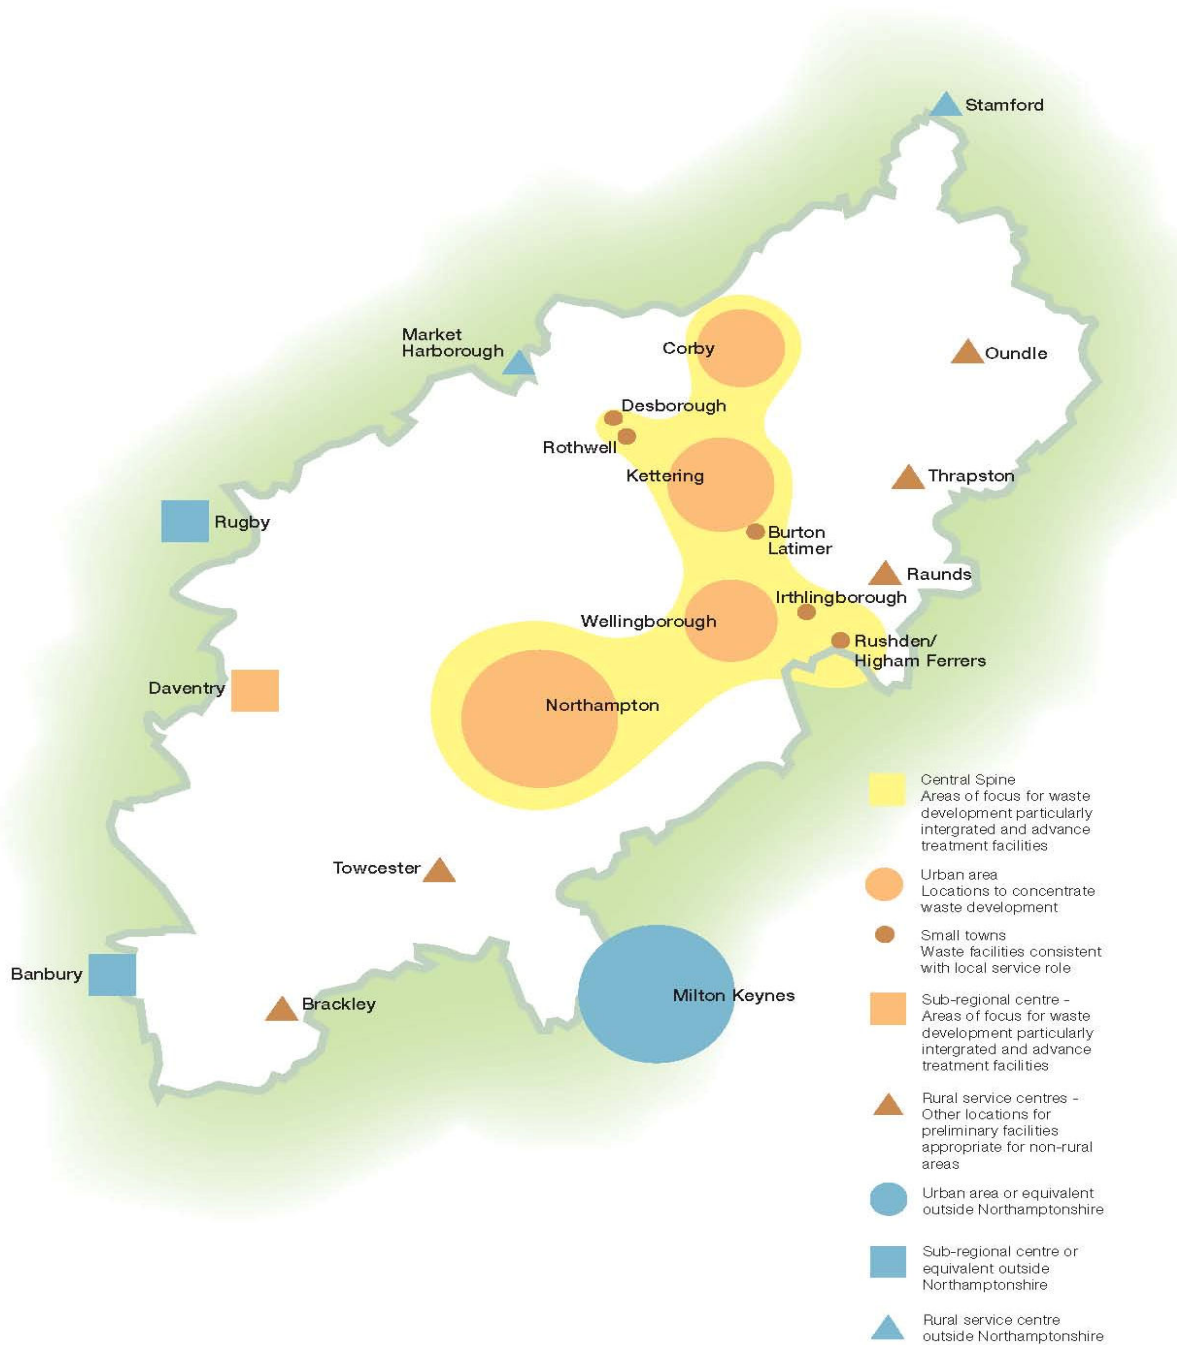 Stamford
Market
Harborough
Corby
Oundle
Desborough
Rothwell
Kettering
Thrapston
Rugby
Burton
Latimer
Raunds
Irthlingborough
Wellingborough
Rushden/
Higham Ferrers
Daventry
Northampton
Central Spine
Areas of focus for waste
development particularly
intergrated and advance
treatment facilities
Towcester
Urban area
Locations to concentrate
waste development
Small towns
Waste facilities consistent
with local service role
Banbury
Milton Keynes
Brackley
Sub-regional centre -
Areas of focus for waste
development particularly
intergrated and advance
treatment facilities
Rural service centres -
Other locations for
preliminary facilities
appropriate for non-rural
areas
Urban area or equivalent
outside Northamptonshire
Sub-regional centre or
equivalent outside
Northamptonshire
Rural service centre
outside Northamptonshire